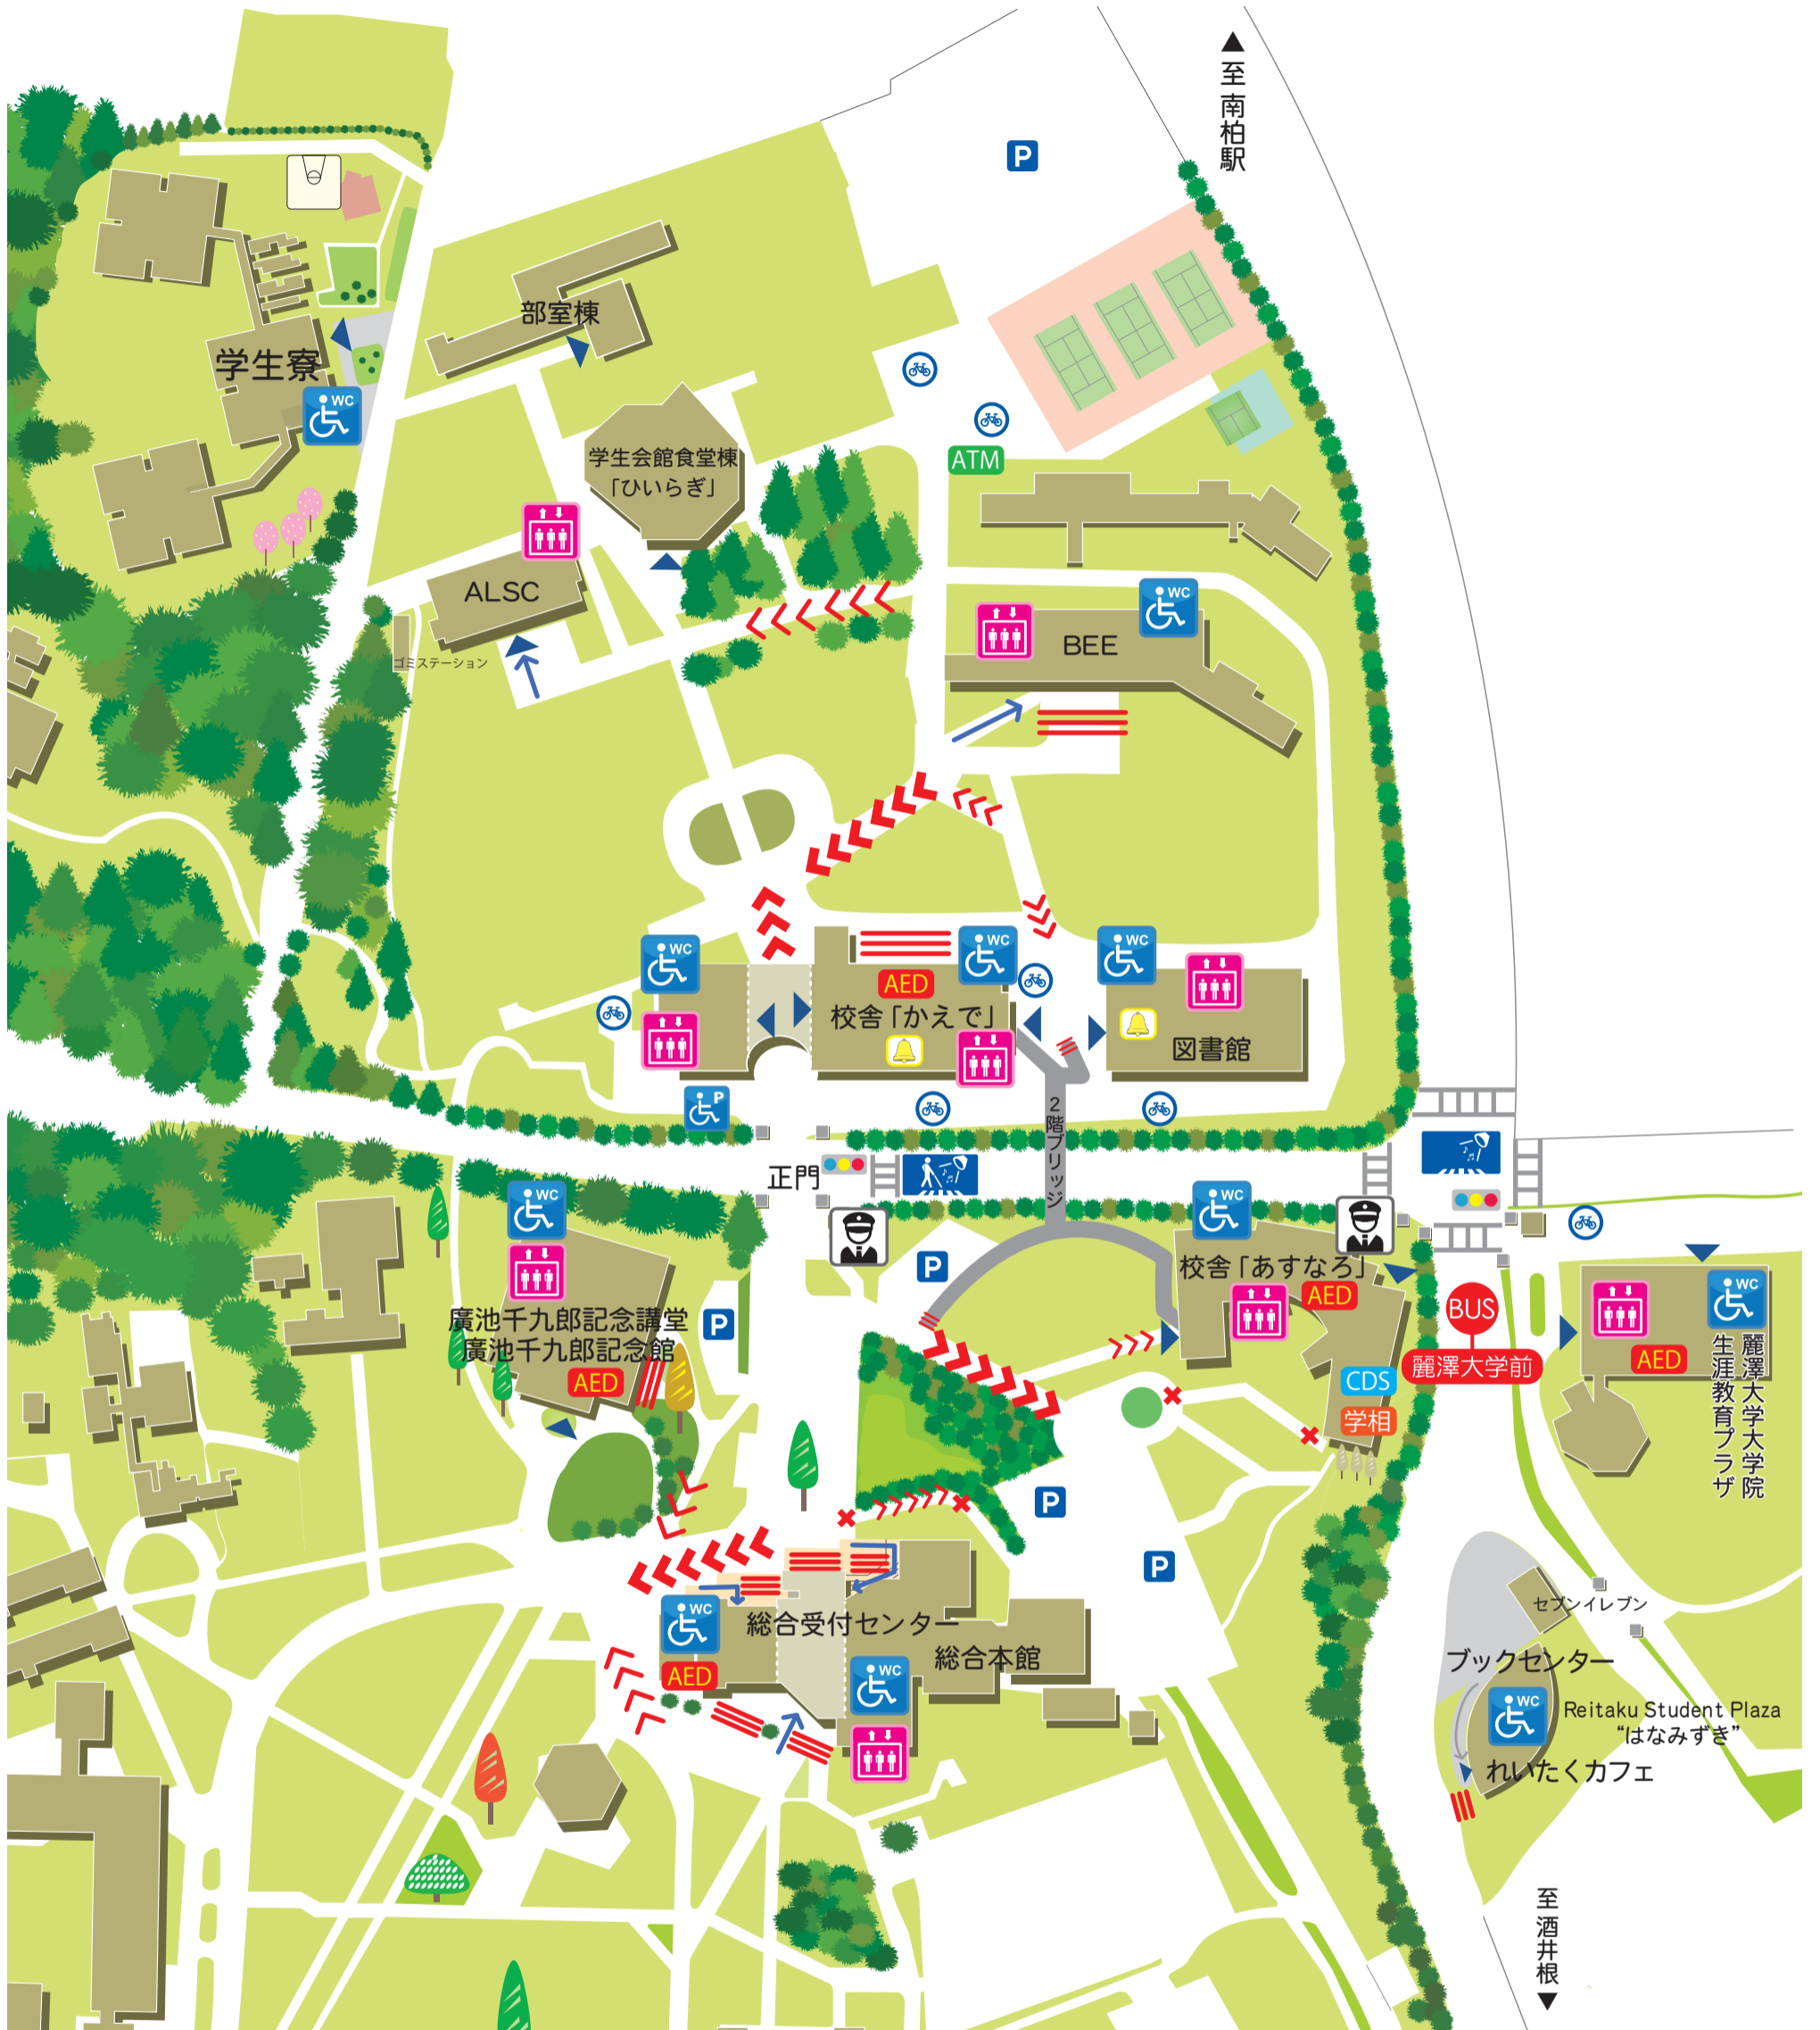 至南柏駅
P
部室棟
学生寮
WC
学生会館食堂棟
「ひいらぎ」
ATM
ALSC
ゴミステーション
WC
BEE
WC
WC
WC
AED
校舎「かえで」
図書館
P
2階ブリッジ
正門
WC
WC
P
校舎「あすなろ」
AED
廣池千九郎記念講堂
廣池千九郎記念館
AED
P
BUS
麗澤大学前
CDS
学相
WC
AED
麗澤大学大学院
生涯教育プラザ
P
P
総合受付センター
WC
AED
総合本館
WC
セブンイレブン
ブックセンター
WC
Reitaku Student Plaza
“はなみずき”
れいたくカフェ
至酒井根